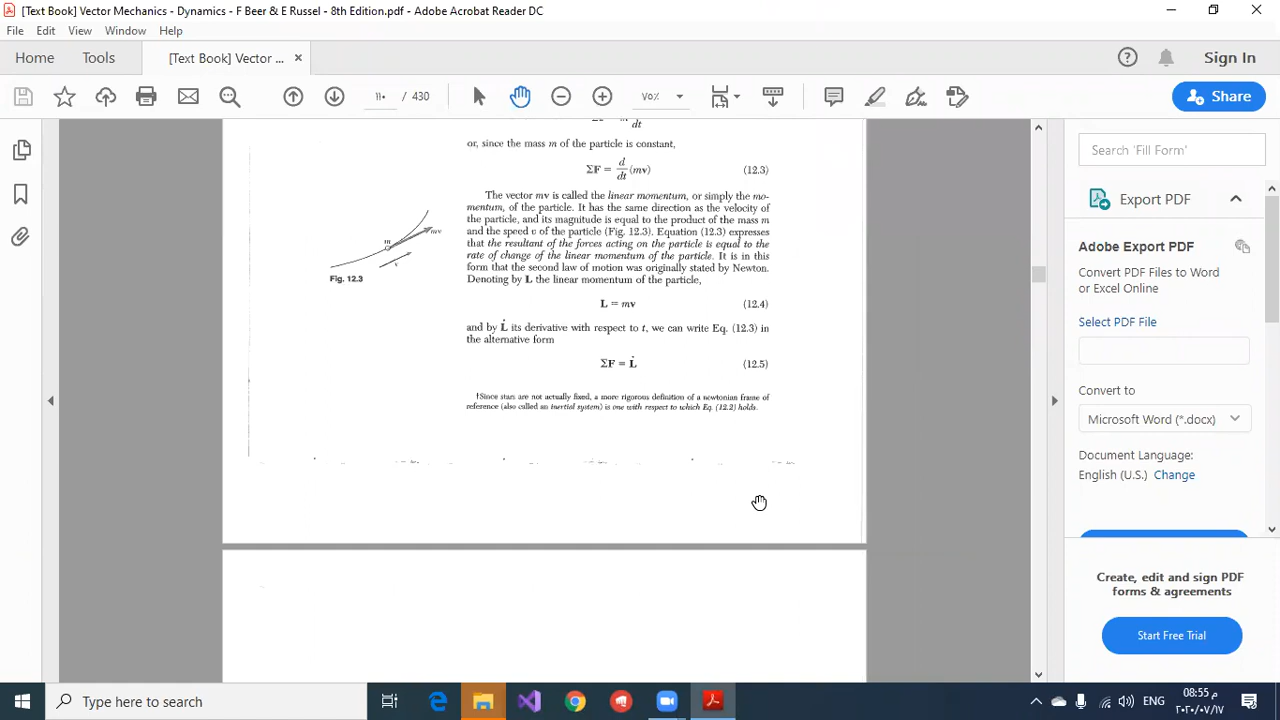 [Text Book] Vector Mechanics - Dynamics - F Beer & E Russel - 8th Edition.pdf - Adobe Acrobat Reader DC
File Edit View Window Help
Home Tools [Text Book] Vector ... × Sign In
١١٠ / 430 ٧٥% Share
dt
or, since the mass m of the particle is constant,
ΣF = d/dt (mv) (12.3)
The vector mv is called the linear momentum, or simply the mo-
mentum, of the particle. It has the same direction as the velocity of
the particle, and its magnitude is equal to the product of the mass m
and the speed v of the particle (Fig. 12.3). Equation (12.3) expresses
that the resultant of the forces acting on the particle is equal to the
rate of change of the linear momentum of the particle. It is in this
form that the second law of motion was originally stated by Newton.
Denoting by L the linear momentum of the particle,
L = mv (12.4)
and by L̇ its derivative with respect to t, we can write Eq. (12.3) in
the alternative form
ΣF = L̇ (12.5)
†Since stars are not actually fixed, a more rigorous definition of a newtonian frame of
reference (also called an inertial system) is one with respect to which Eq. (12.2) holds.
m
mv
v
Fig. 12.3
Search 'Fill Form'
Export PDF
Adobe Export PDF
Convert PDF Files to Word
or Excel Online
Select PDF File
Convert to
Microsoft Word (*.docx)
Document Language:
English (U.S.) Change
Create, edit and sign PDF
forms & agreements
Start Free Trial
Type here to search
ENG
08:55 م
٢٠٢٠/٠٧/١٧